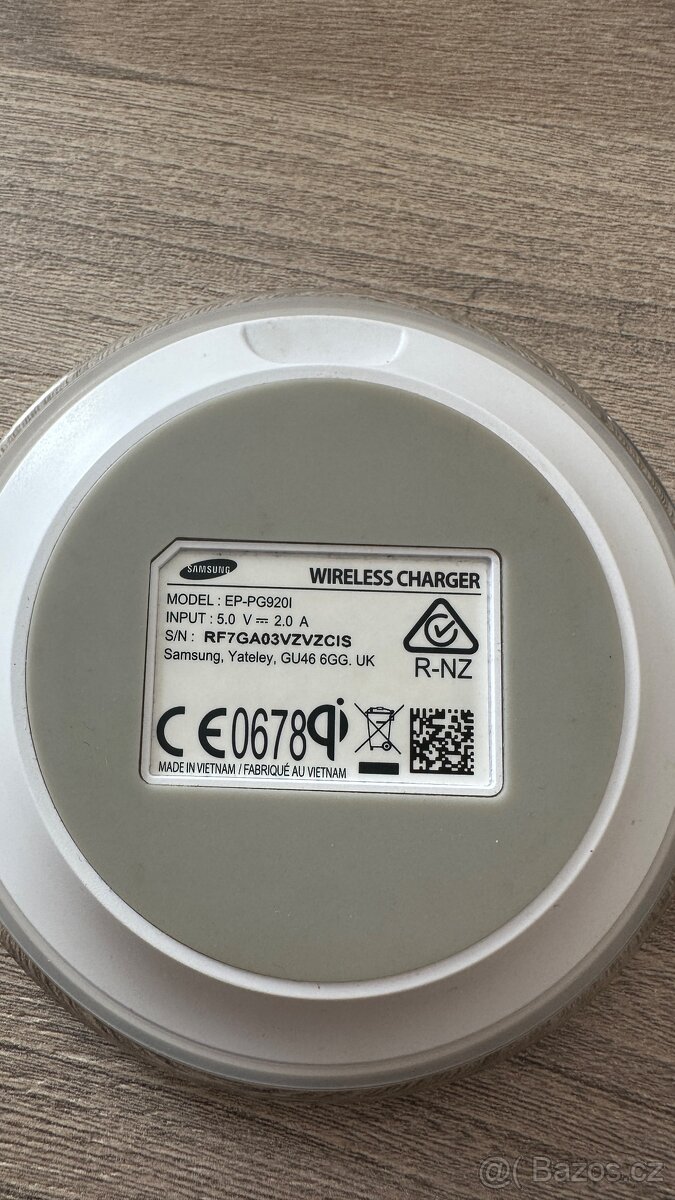 SAMSUNG
WIRELESS CHARGER
MODEL : EP-PG920I
INPUT : 5.0 V ⎓ 2.0 A
S/N : RF7GA03VZVZCIS
Samsung, Yateley, GU46 6GG. UK
R-NZ
CE0678
MADE IN VIETNAM / FABRIQUÉ AU VIETNAM
@( Bazos.cz